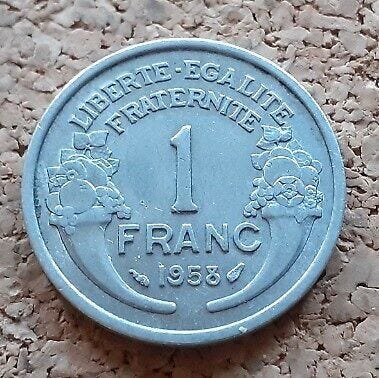 LIBERTE·EGALITE
FRATERNITE
1
FRANC
1958